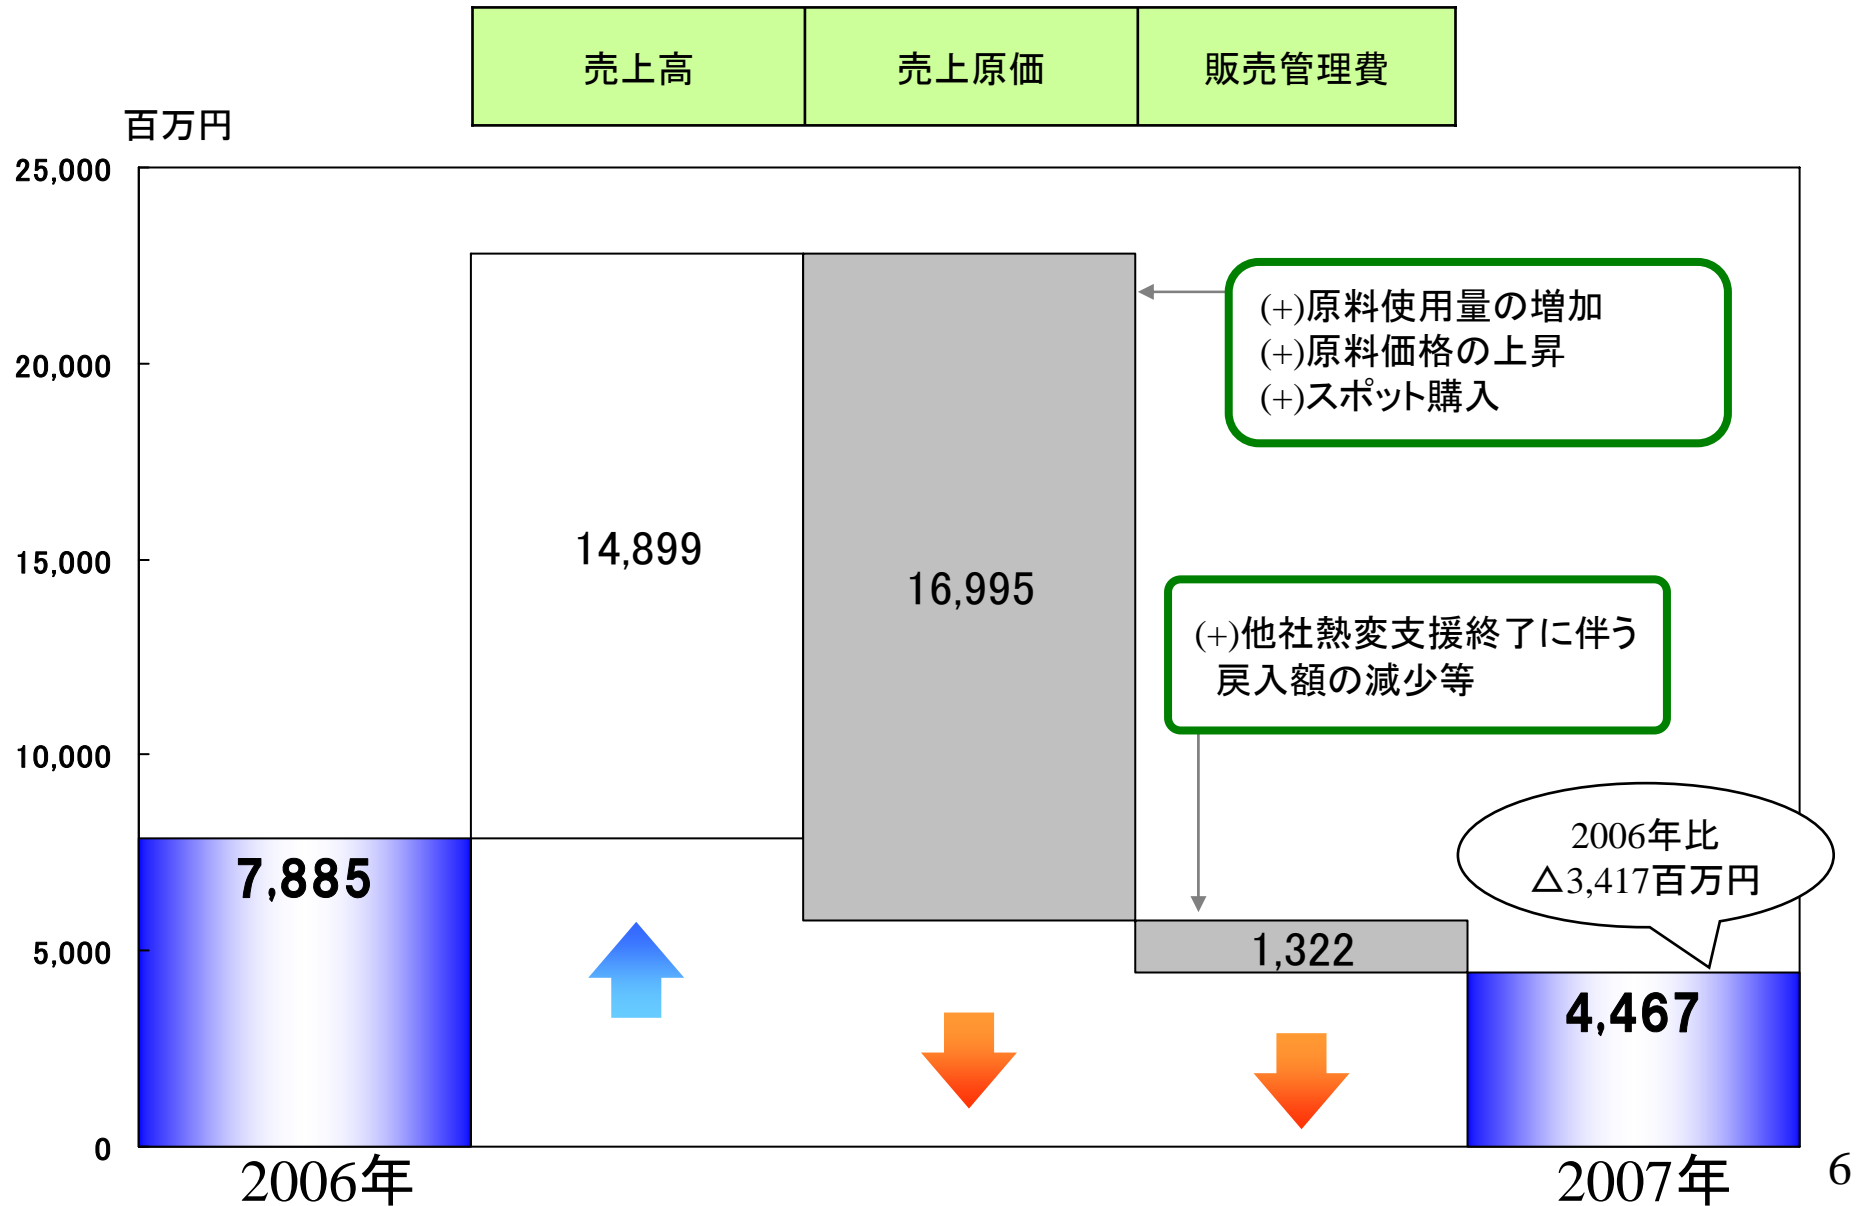 売上高 売上原価 販売管理費
百万円
25,000
20,000
15,000
10,000
5,000
0
7,885
14,899
16,995
(+)原料使用量の増加
(+)原料価格の上昇
(+)スポット購入
(+)他社熱変支援終了に伴う
戻入額の減少等
1,322
2006年比
△3,417百万円
4,467
2006年
2007年
6